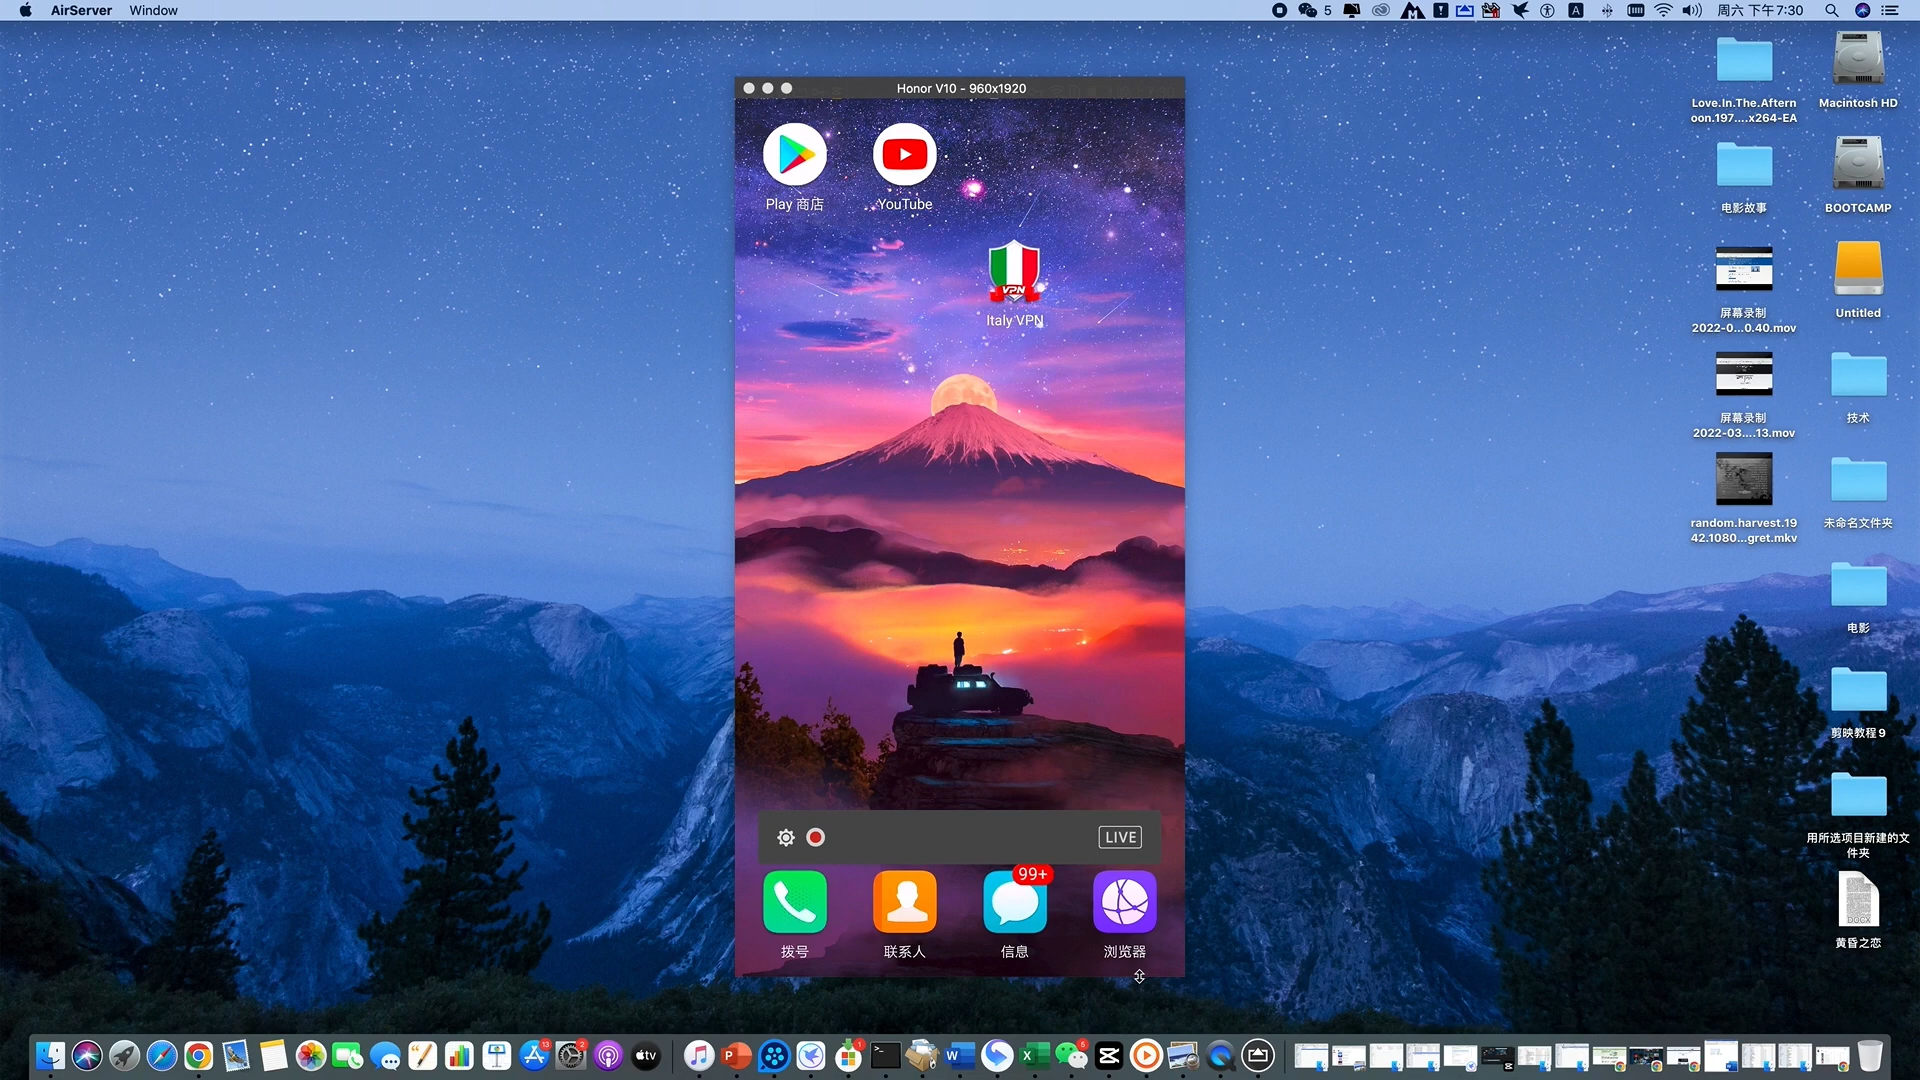 AirServer Window
5
A
周六 下午7:30
Honor V10 - 960x1920
Play 商店
YouTube
VPN
Italy VPN
LIVE
99+
拨号
联系人
信息
浏览器
Love.In.The.Aftern
oon.197....x264-EA
Macintosh HD
电影故事
BOOTCAMP
屏幕录制
2022-0...0.40.mov
Untitled
屏幕录制
2022-03....13.mov
技术
random.harvest.19
42.1080...gret.mkv
未命名文件夹
电影
剪映教程 9
用所选项目新建的文
件夹
DOCX
黄昏之恋
13
2
tv
P
1
W
X
5